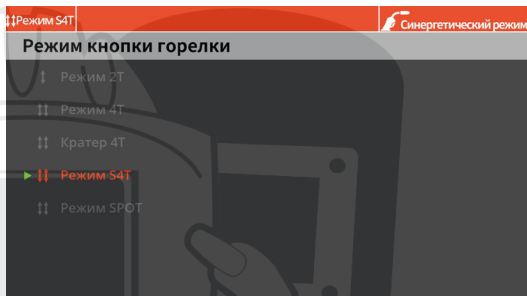 Режим S4T
Синергетический режим
Режим кнопки горелки
Режим 2T
Режим 4T
Кратер 4T
Режим S4T
Режим SPOT